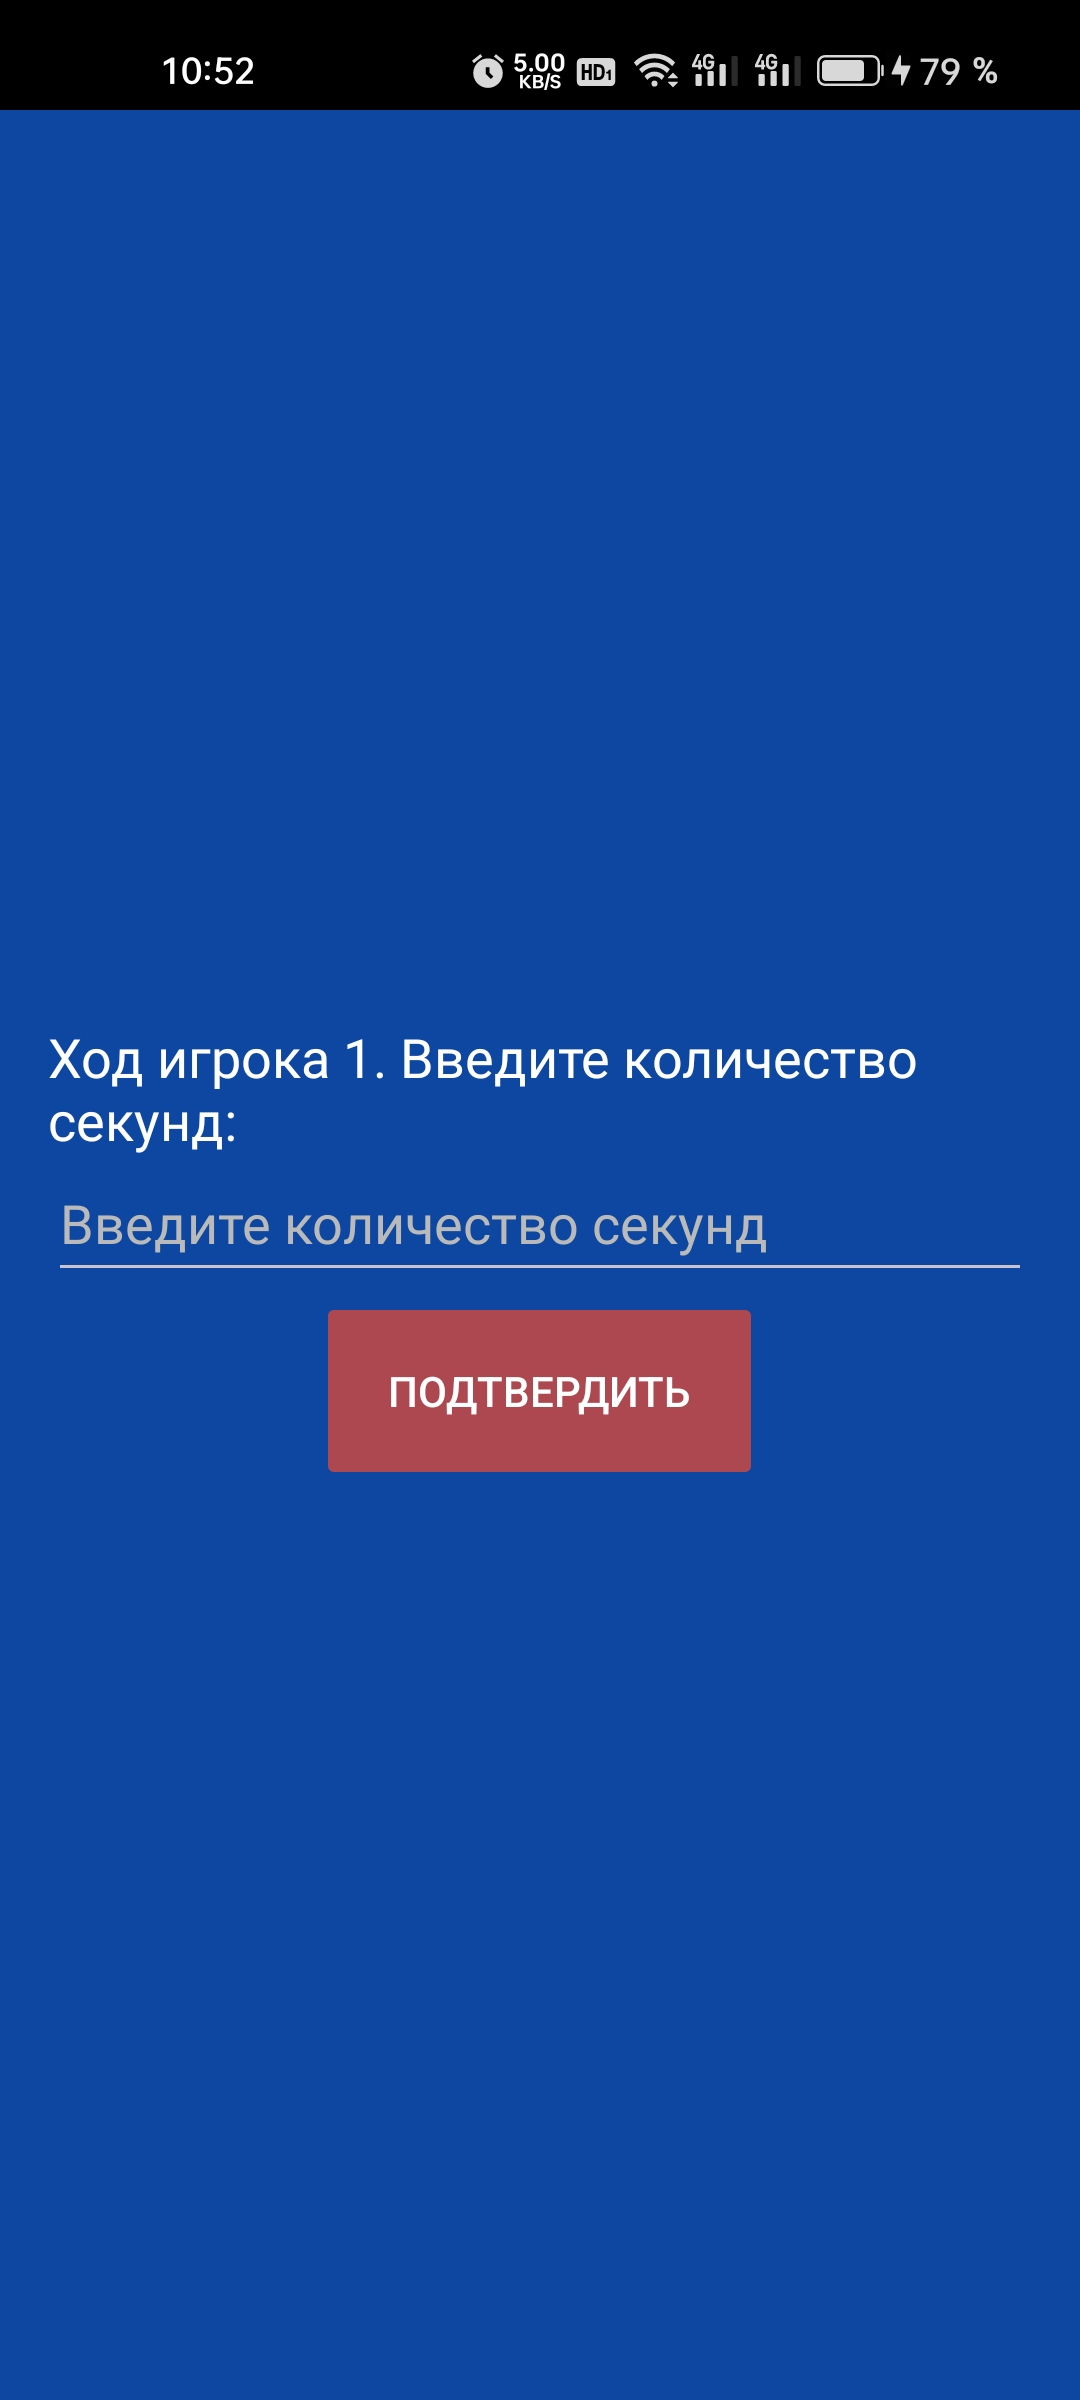 10:52 5.00 KB/S HD1 4G 4G 79 %
Ход игрока 1. Введите количество
секунд:
Введите количество секунд
ПОДТВЕРДИТЬ